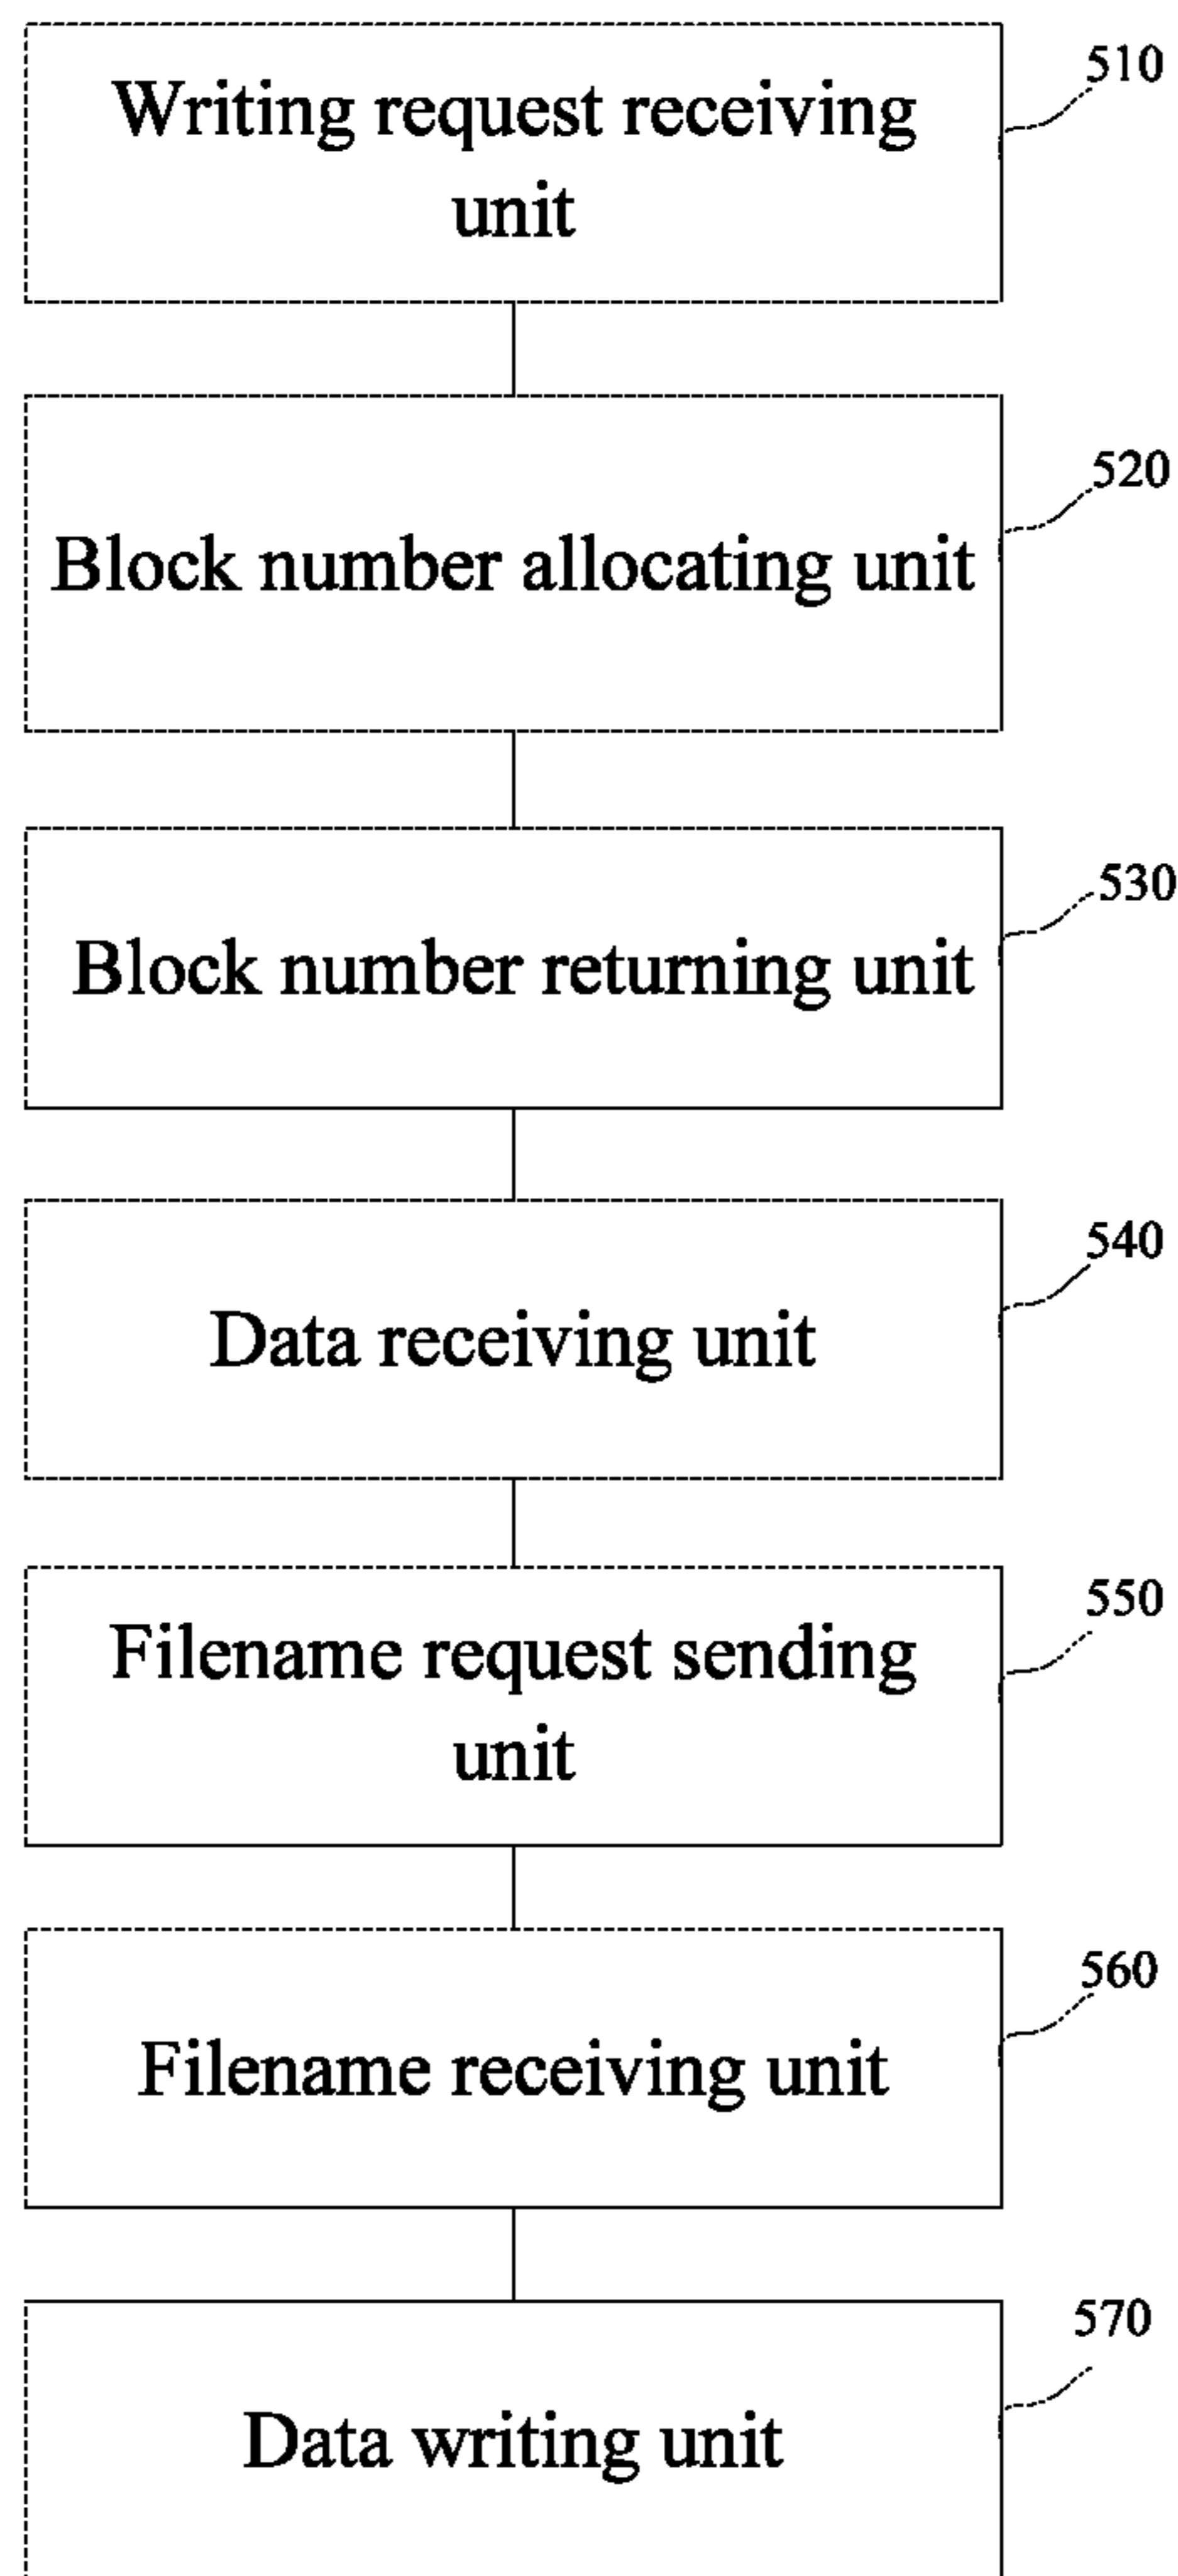 Writing request receiving
unit
510
Block number allocating unit
520
Block number returning unit
530
Data receiving unit
540
Filename request sending
unit
550
Filename receiving unit
560
Data writing unit
570